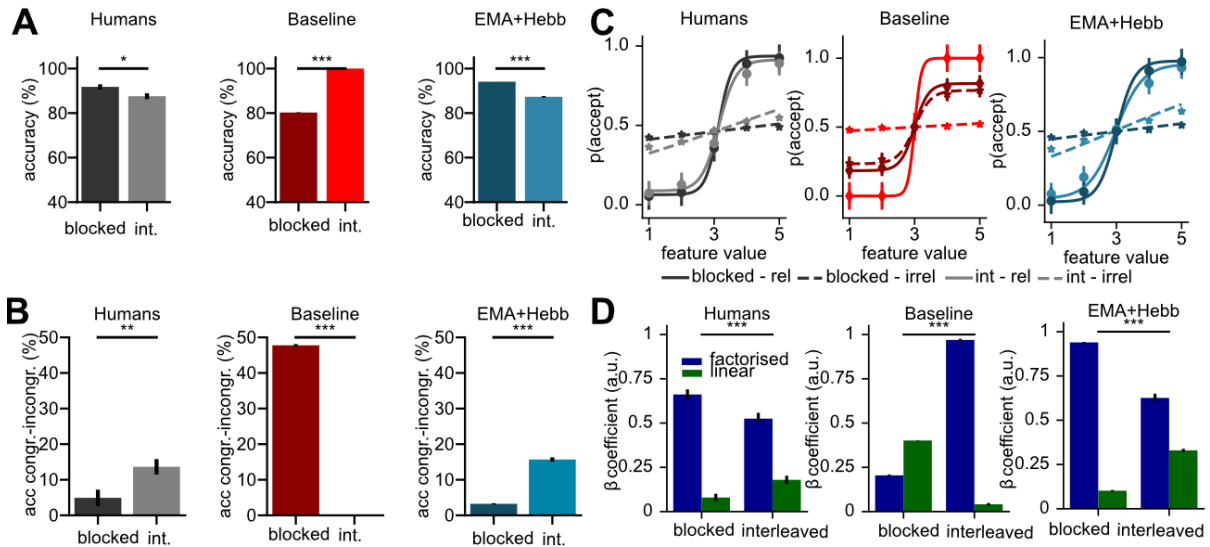 A
Humans
Baseline
EMA+Hebb
accuracy (%)
100
80
60
40
*
blocked int.
accuracy (%)
100
80
60
40
***
blocked int.
accuracy (%)
100
80
60
40
***
blocked int.
B
Humans
Baseline
EMA+Hebb
acc congr.-incongr. (%)
50
40
30
20
10
0
**
blocked int.
acc congr.-incongr. (%)
50
40
30
20
10
0
***
blocked int.
acc congr.-incongr. (%)
50
40
30
20
10
0
***
blocked int.
C
Humans
Baseline
EMA+Hebb
p(accept)
1.0
0.5
0.0
1 3 5
feature value
p(accept)
1.0
0.5
0.0
1 3 5
feature value
p(accept)
1.0
0.5
0.0
1 3 5
feature value
blocked - rel
blocked - irrel
int - rel
int - irrel
D
Humans
Baseline
EMA+Hebb
β coefficient (a.u.)
1
0.75
0.5
0.25
0
***
factorised
linear
blocked interleaved
β coefficient (a.u.)
1
0.75
0.5
0.25
0
***
blocked interleaved
β coefficient (a.u.)
1
0.75
0.5
0.25
0
***
blocked interleaved